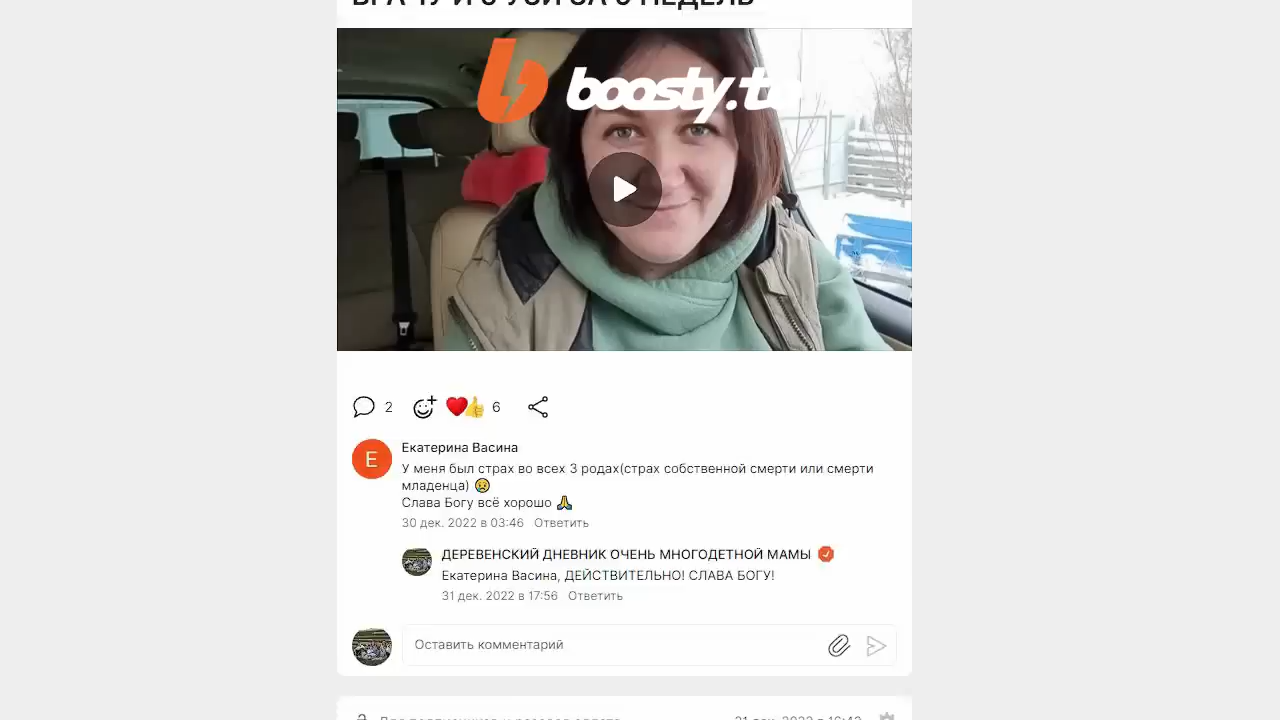 boosty.to
2
6
E
Екатерина Васина
У меня был страх во всех 3 родах(страх собственной смерти или смерти
младенца) 😥
Слава Богу всё хорошо 🙏
30 дек. 2022 в 03:46 Ответить
ДЕРЕВЕНСКИЙ ДНЕВНИК ОЧЕНЬ МНОГОДЕТНОЙ МАМЫ
Екатерина Васина, ДЕЙСТВИТЕЛЬНО! СЛАВА БОГУ!
31 дек. 2022 в 17:56 Ответить
Оставить комментарий